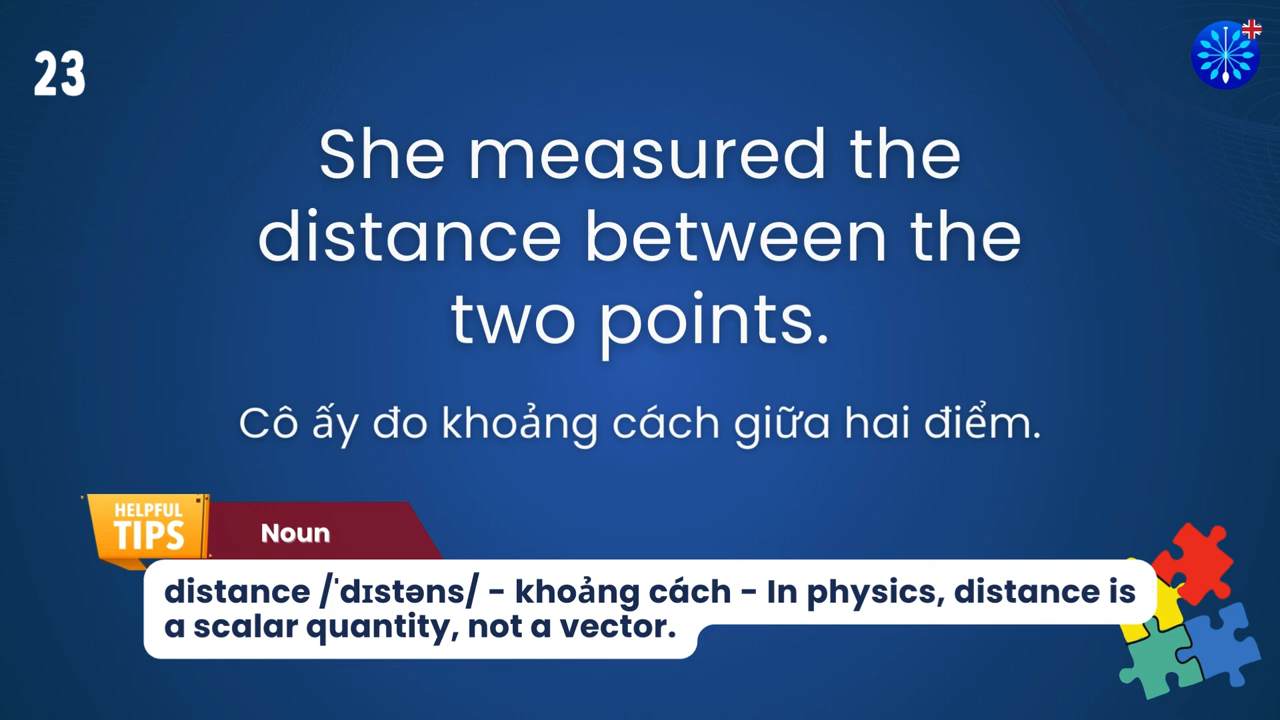 23
She measured the
distance between the
two points.
Cô ấy đo khoảng cách giữa hai điểm.
HELPFUL
TIPS
Noun
distance /ˈdɪstəns/ - khoảng cách - In physics, distance is
a scalar quantity, not a vector.